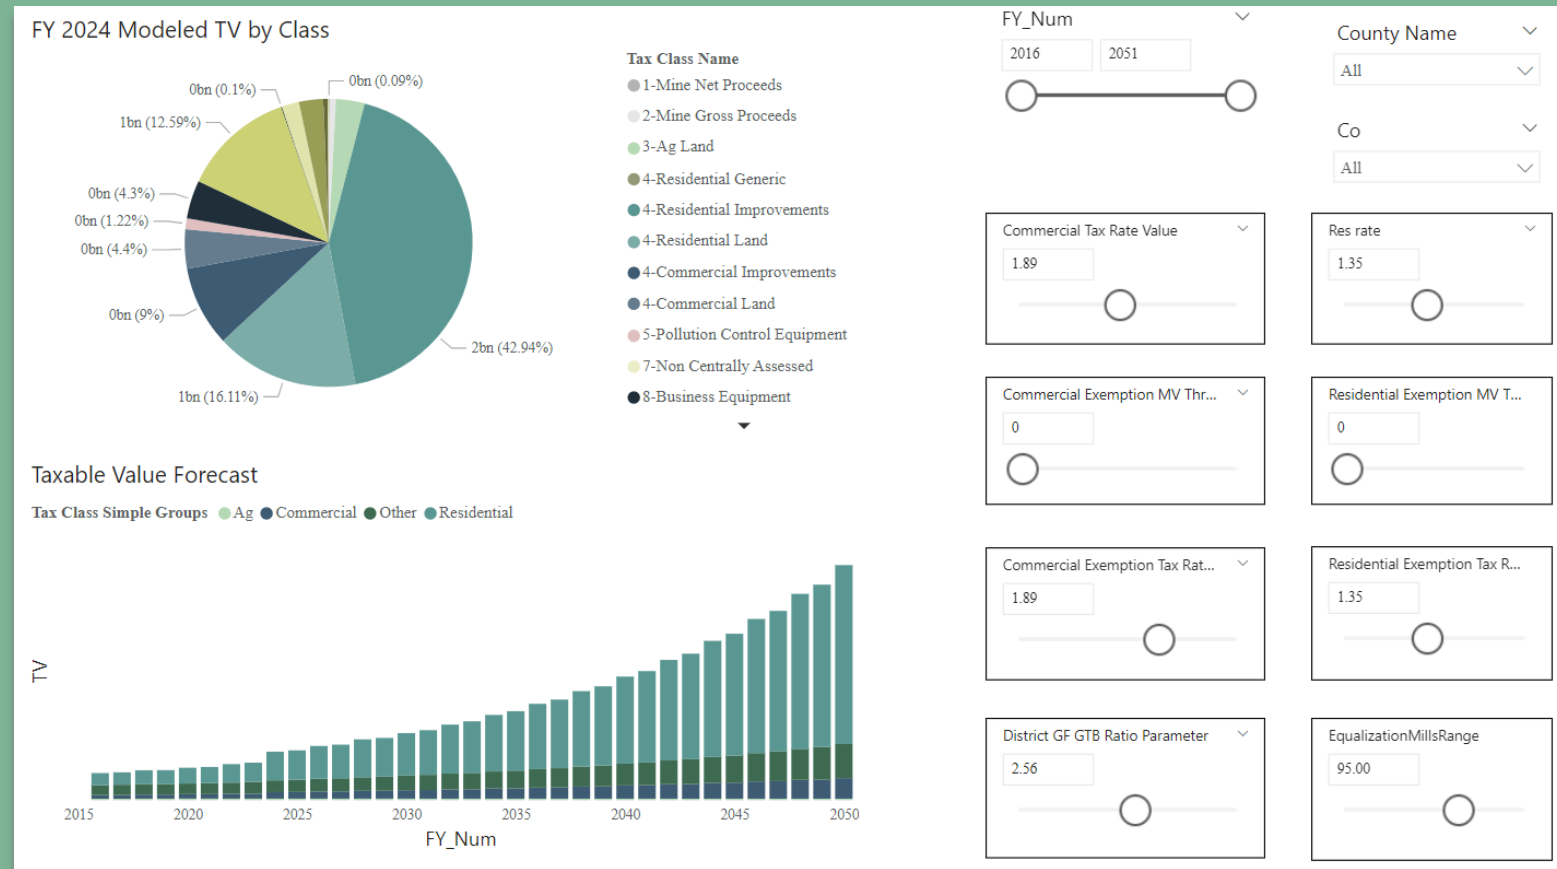 FY 2024 Modeled TV by Class
0bn (0.09%)
0bn (0.1%)
1bn (12.59%)
0bn (4.3%)
0bn (1.22%)
0bn (4.4%)
0bn (9%)
1bn (16.11%)
2bn (42.94%)
Tax Class Name
1-Mine Net Proceeds
2-Mine Gross Proceeds
3-Ag Land
4-Residential Generic
4-Residential Improvements
4-Residential Land
4-Commercial Improvements
4-Commercial Land
5-Pollution Control Equipment
7-Non Centrally Assessed
8-Business Equipment
Taxable Value Forecast
Tax Class Simple Groups Ag Commercial Other Residential
TV
2015 2020 2025 2030 2035 2040 2045 2050
FY_Num
FY_Num
2016 2051
County Name
All
Co
All
Commercial Tax Rate Value
1.89
Res rate
1.35
Commercial Exemption MV Thr...
0
Residential Exemption MV T...
0
Commercial Exemption Tax Rat...
1.89
Residential Exemption Tax R...
1.35
District GF GTB Ratio Parameter
2.56
EqualizationMillsRange
95.00